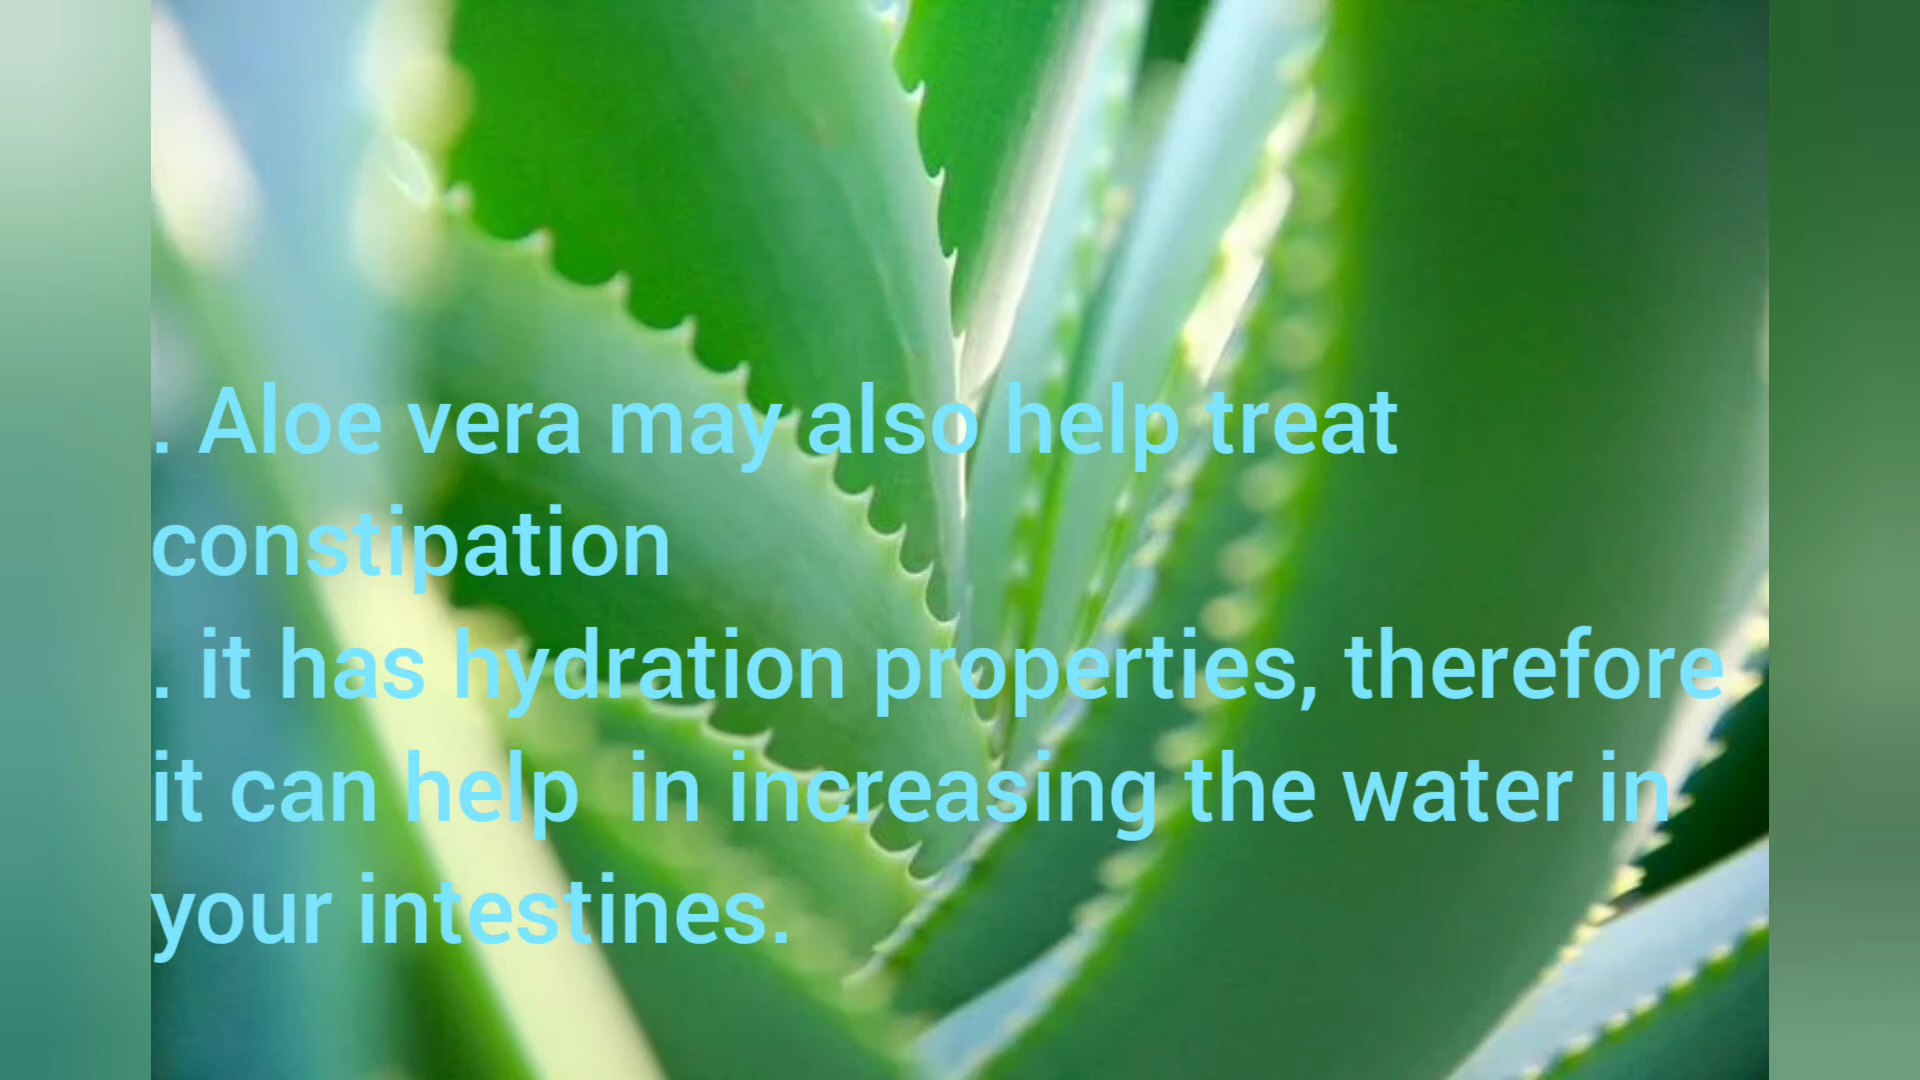 . Aloe vera may also help treat
constipation
. it has hydration properties, therefore
it can help  in increasing the water in
your intestines.